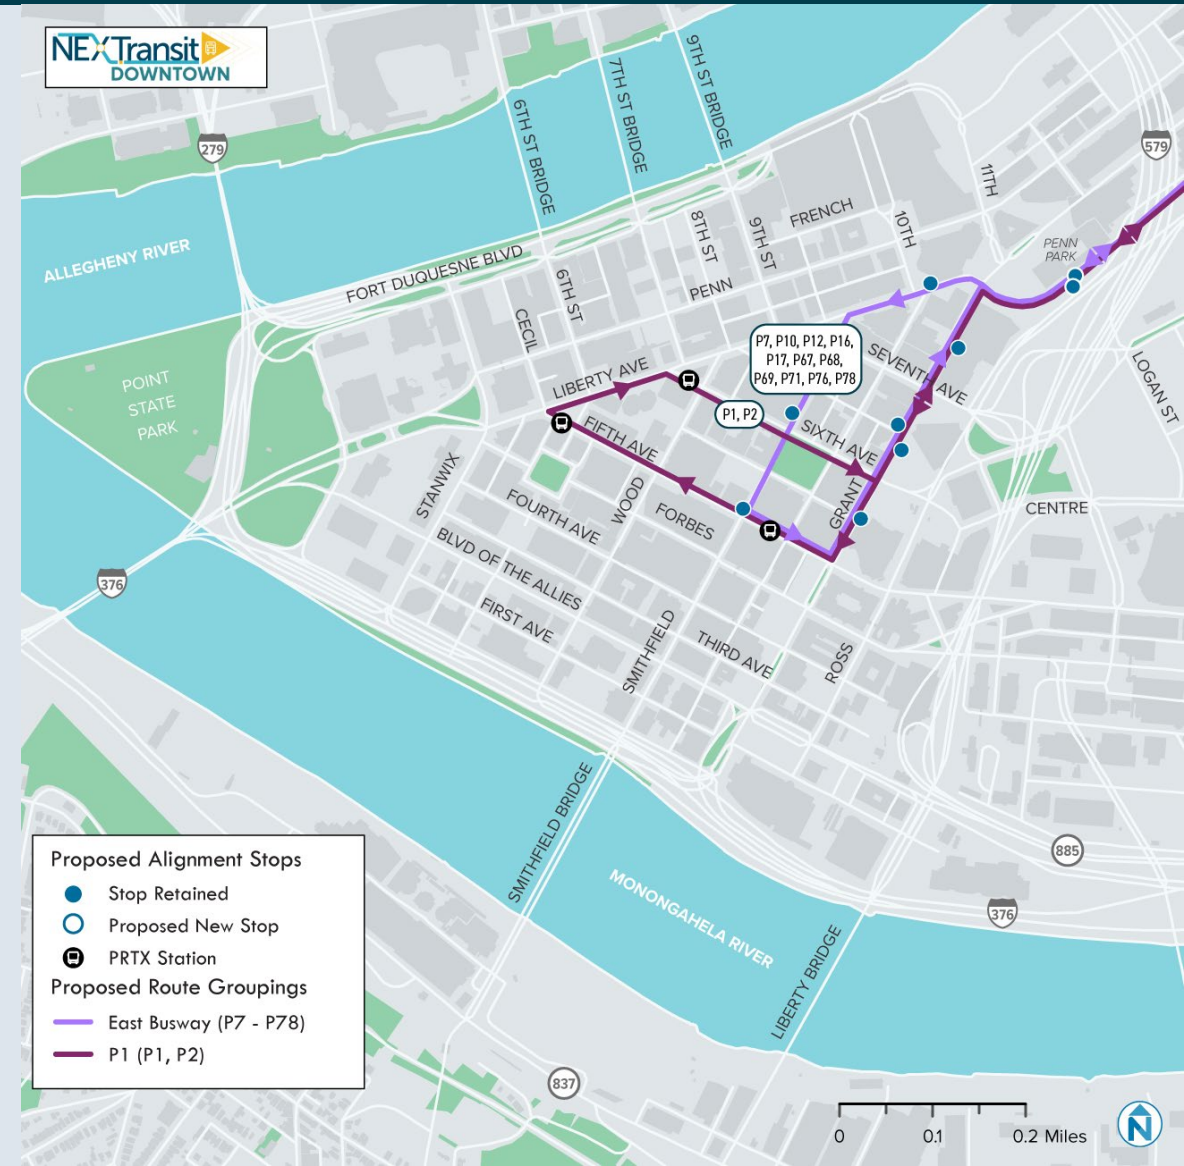 NEXTransit
DOWNTOWN
279
579
6TH ST BRIDGE
7TH ST BRIDGE
9TH ST BRIDGE
ALLEGHENY RIVER
FORT DUQUESNE BLVD
11TH
10TH
FRENCH
9TH ST
8TH ST
PENN
6TH ST
CECIL
PENN
PARK
POINT
STATE
PARK
LIBERTY AVE
P7, P10, P12, P16,
P17, P67, P68,
P69, P71, P76, P78
SEVENTH AVE
LOGAN ST
P1, P2
SIXTH AVE
FIFTH AVE
STANWIX
WOOD
FOURTH AVE
FORBES
GRANT
CENTRE
BLVD OF THE ALLIES
376
FIRST AVE
SMITHFIELD
THIRD AVE
ROSS
SMITHFIELD BRIDGE
MONONGAHELA RIVER
LIBERTY BRIDGE
885
376
837
Proposed Alignment Stops
Stop Retained
Proposed New Stop
PRTX Station
Proposed Route Groupings
East Busway (P7 - P78)
P1 (P1, P2)
0 0.1 0.2 Miles
N